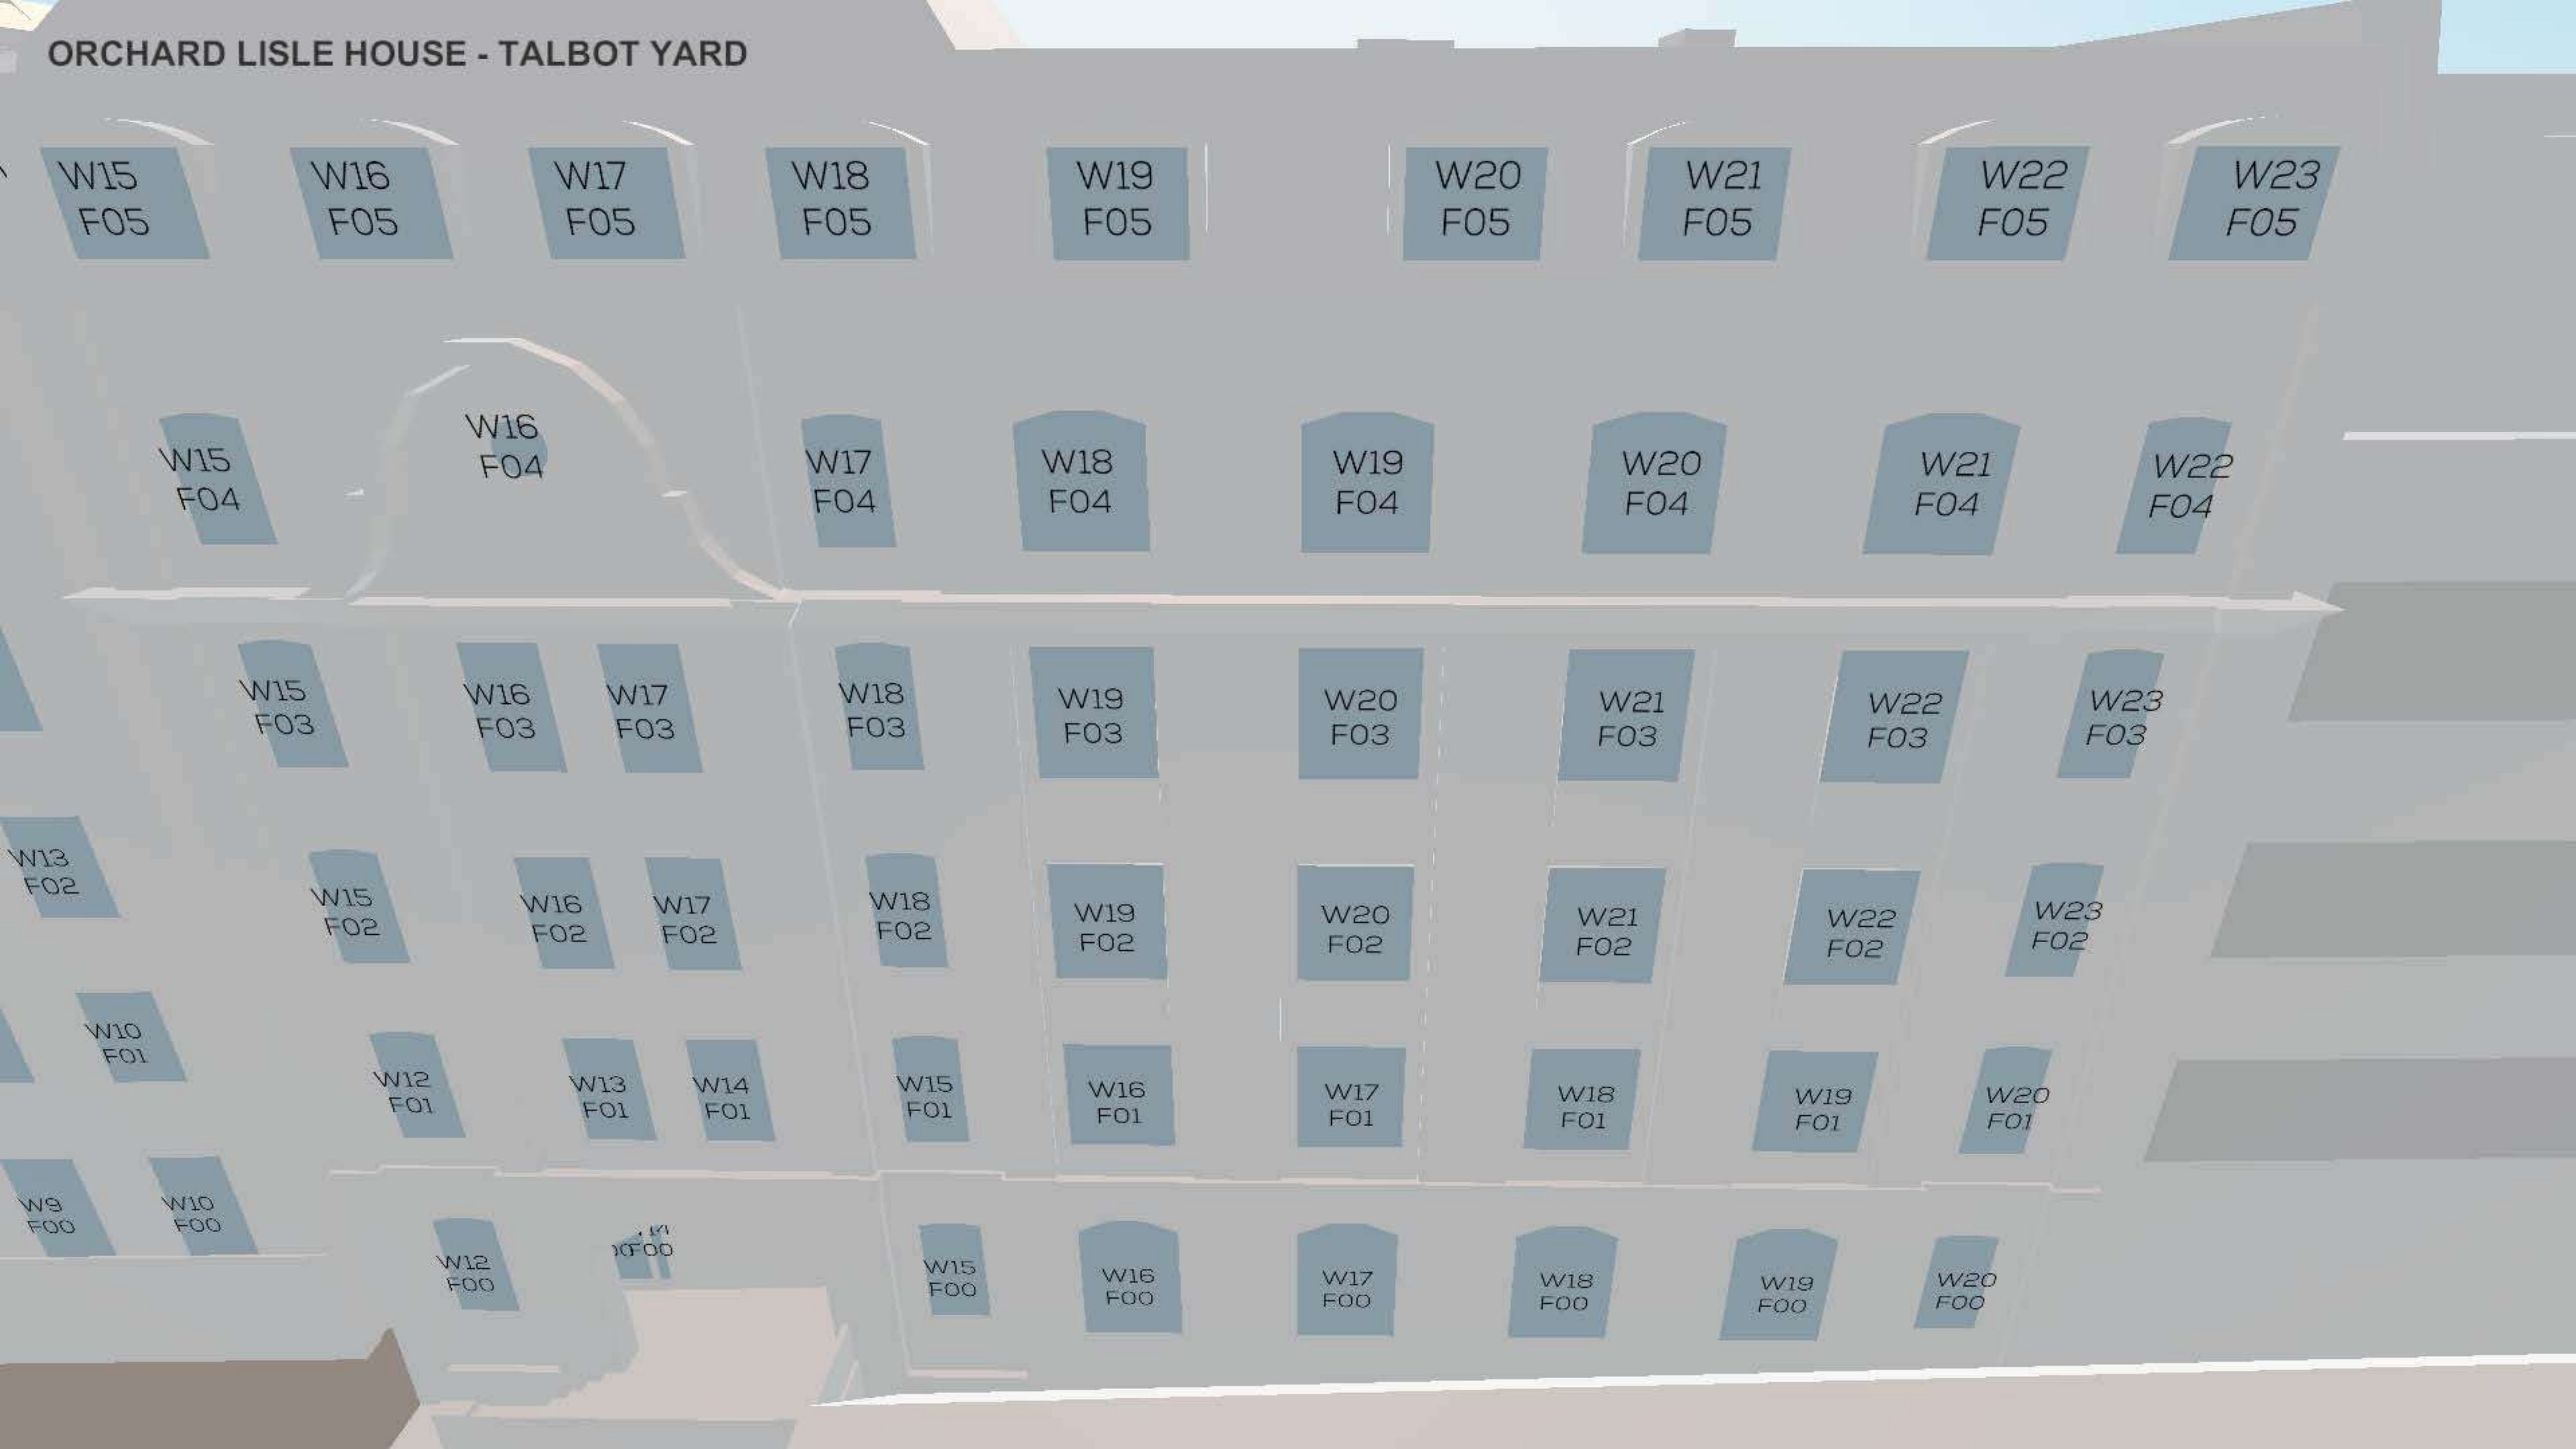 ORCHARD LISLE HOUSE - TALBOT YARD
W15 W16 W17 W18 W19 W20 W21 W22 W23
F05 F05 F05 F05 F05 F05 F05 F05 F05
W15 W16 W17 W18 W19 W20 W21 W22
F04 F04 F04 F04 F04 F04 F04 F04
W15 W16 W17 W18 W19 W20 W21 W22 W23
F03 F03 F03 F03 F03 F03 F03 F03 F03
W13 W15 W16 W17 W18 W19 W20 W21 W22 W23
F02 F02 F02 F02 F02 F02 F02 F02 F02 F02
W10 W12 W13 W14 W15 W16 W17 W18 W19 W20
F01 F01 F01 F01 F01 F01 F01 F01 F01 F01
W9 W10 W12 W15 W16 W17 W18 W19 W20
F00 F00 F00 F00 F00 F00 F00 F00 F00 F00